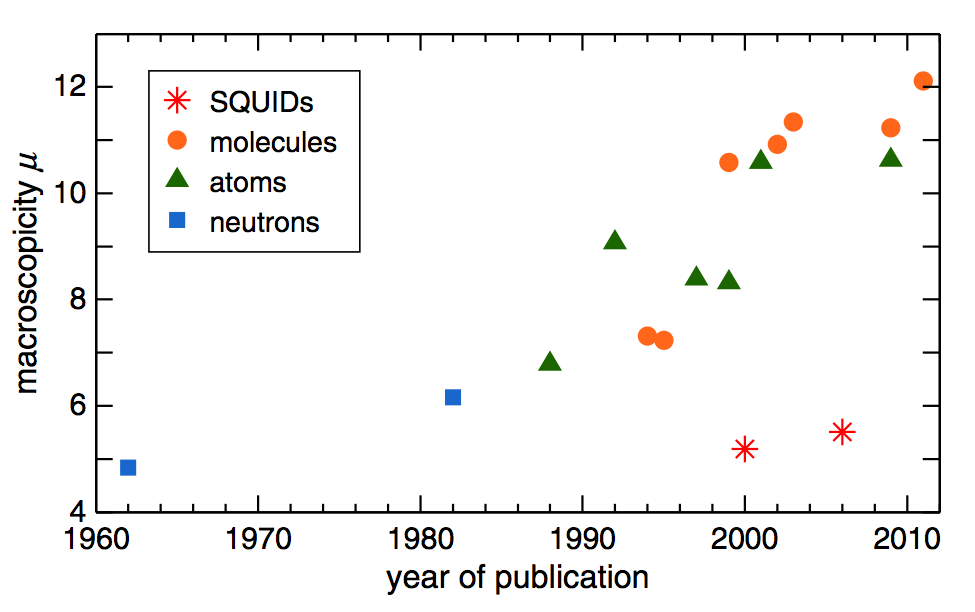 12
10
8
6
4
macroscopicity μ
SQUIDs
molecules
atoms
neutrons
1960 1970 1980 1990 2000 2010
year of publication